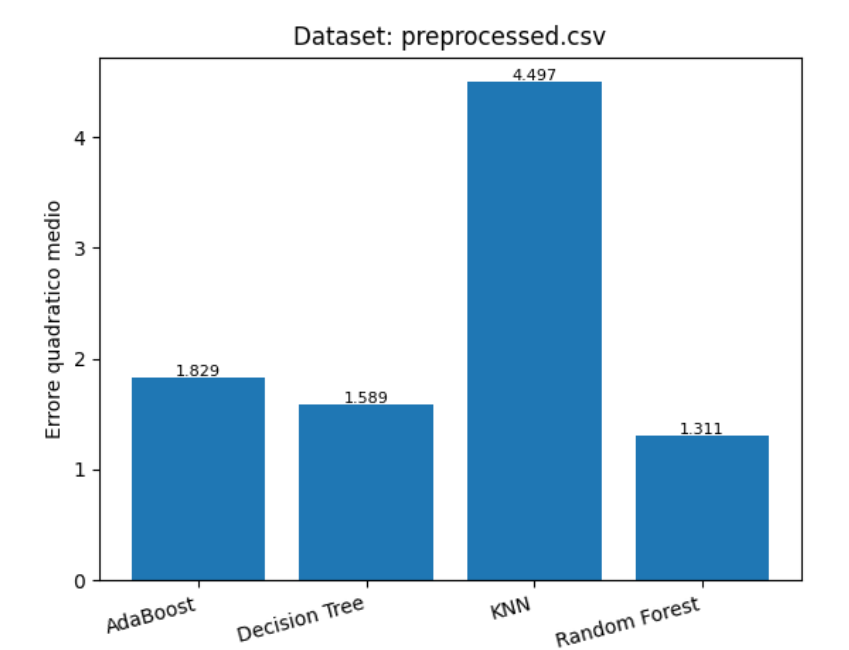 Dataset: preprocessed.csv
Errore quadratico medio
4
3
2
1
0
1.829
1.589
4.497
1.311
AdaBoost
Decision Tree
KNN
Random Forest